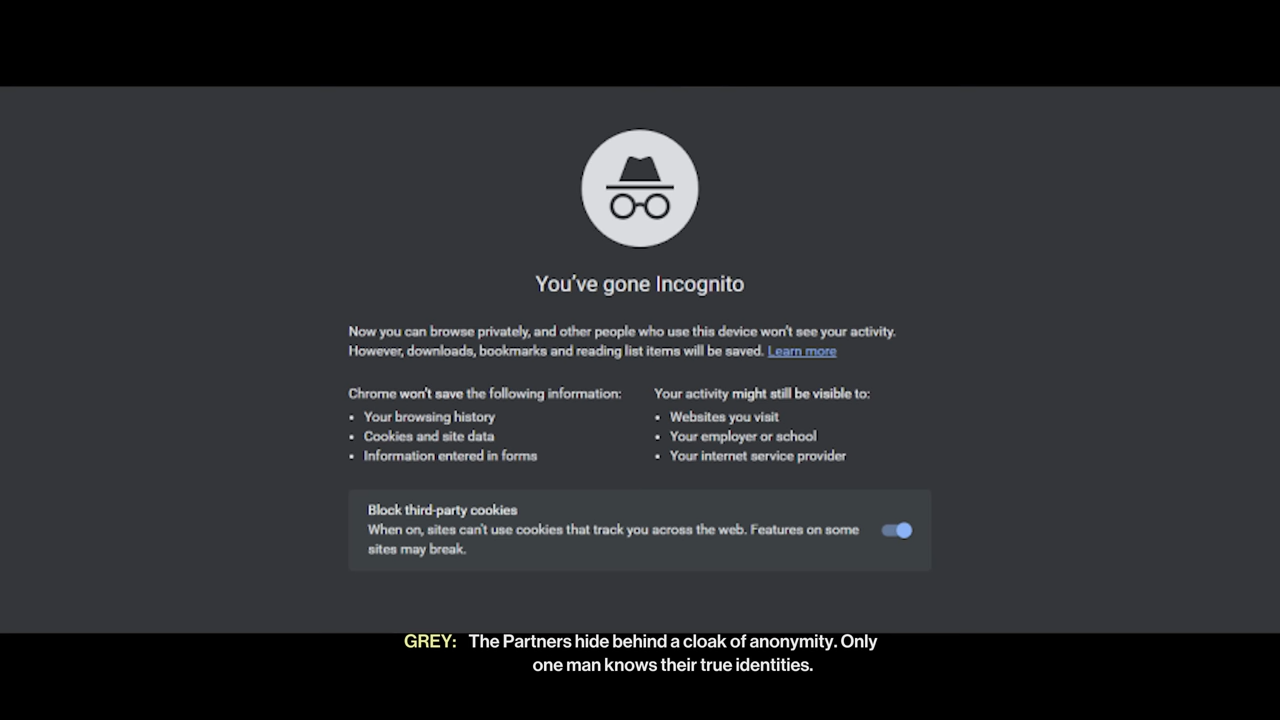 You've gone Incognito
Now you can browse privately, and other people who use this device won't see your activity.
However, downloads, bookmarks and reading list items will be saved. Learn more
Chrome won't save the following information:
• Your browsing history
• Cookies and site data
• Information entered in forms
Your activity might still be visible to:
• Websites you visit
• Your employer or school
• Your internet service provider
Block third-party cookies
When on, sites can't use cookies that track you across the web. Features on some
sites may break.
GREY: The Partners hide behind a cloak of anonymity. Only
one man knows their true identities.